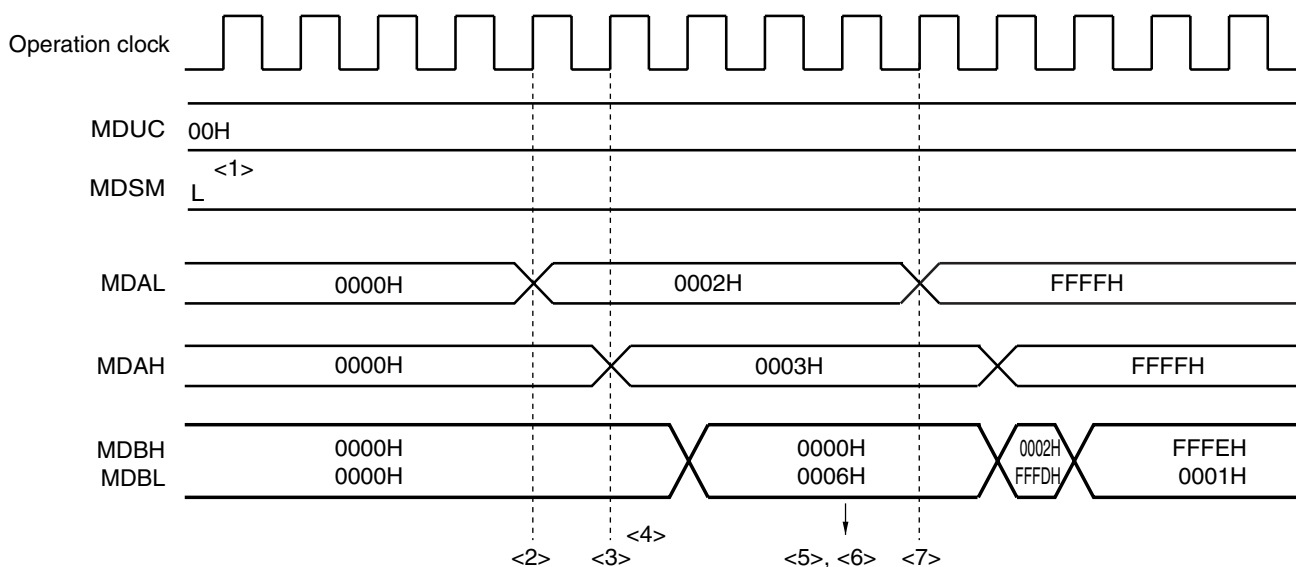 Operation clock
MDUC 00H
<1>
MDSM L
MDAL 0000H 0002H FFFFH
MDAH 0000H 0003H FFFFH
MDBH 0000H 0000H 0002H FFFEH
MDBL 0000H 0006H FFFDH 0001H
<4>
<2> <3> <5>, <6> <7>